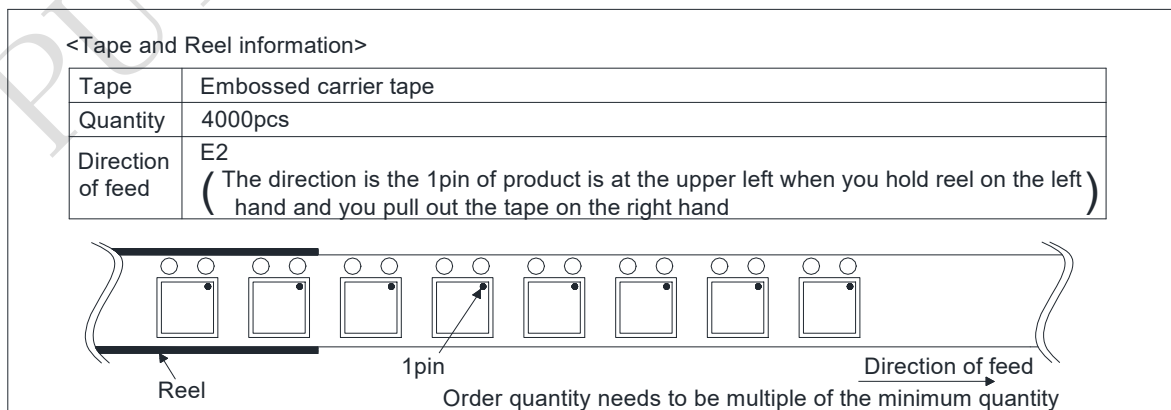 <Tape and Reel information>
Tape Embossed carrier tape
Quantity 4000pcs
Direction of feed E2
( The direction is the 1pin of product is at the upper left when you hold reel on the left
hand and you pull out the tape on the right hand )
1pin
Direction of feed
Reel
Order quantity needs to be multiple of the minimum quantity